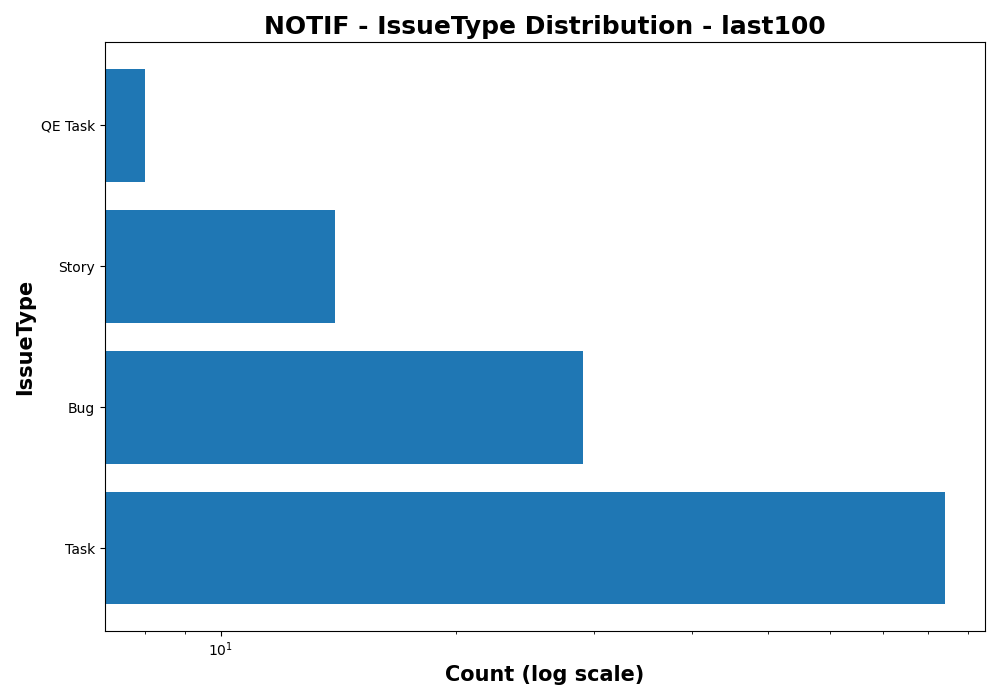 NOTIF - IssueType Distribution - last100
IssueType
QE Task
Story
Bug
Task
10¹
Count (log scale)